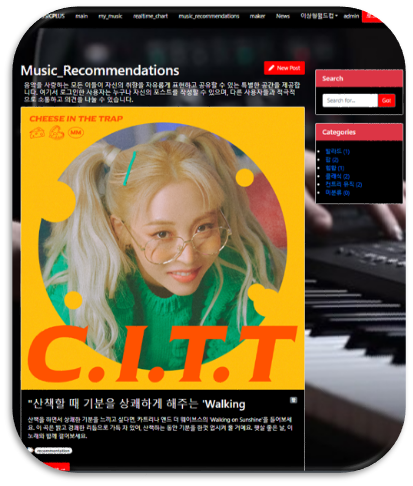 main my_music realtime_chart music_recommendations maker News 이상형월드컵 admin
Music_Recommendations
New Post
음악을 사랑하는 모든 이들이 자신의 취향을 자유롭게 표현하고 공유할 수 있는 특별한 공간을 제공합
니다. 여기서 로그인한 사용자는 누구나 자신의 포스트를 작성할 수 있으며, 다른 사용자들과 적극적
으로 소통하고 의견을 나눌 수 있습니다.
Search
Search for...
Go!
Categories
발라드 (1)
팝 (2)
힙합 (1)
클래식 (2)
컨트리 뮤직 (2)
미분류 (0)
CHEESE IN THE TRAP
MM
C.I.T.T
"산책할 때 기분을 상쾌하게 해주는 'Walking
산책을 하면서 상쾌한 기분을 느끼고 싶다면, 카트리나 앤드 더 웨이브스의 'Walking on Sunshine'을 들어보세
요. 이 곡은 밝고 경쾌한 리듬으로 가득 차 있어, 산책하는 동안 기분을 한껏 업시켜 줄 거예요. 햇살 좋은 날, 이
노래와 함께 걸어보세요.
recommendation